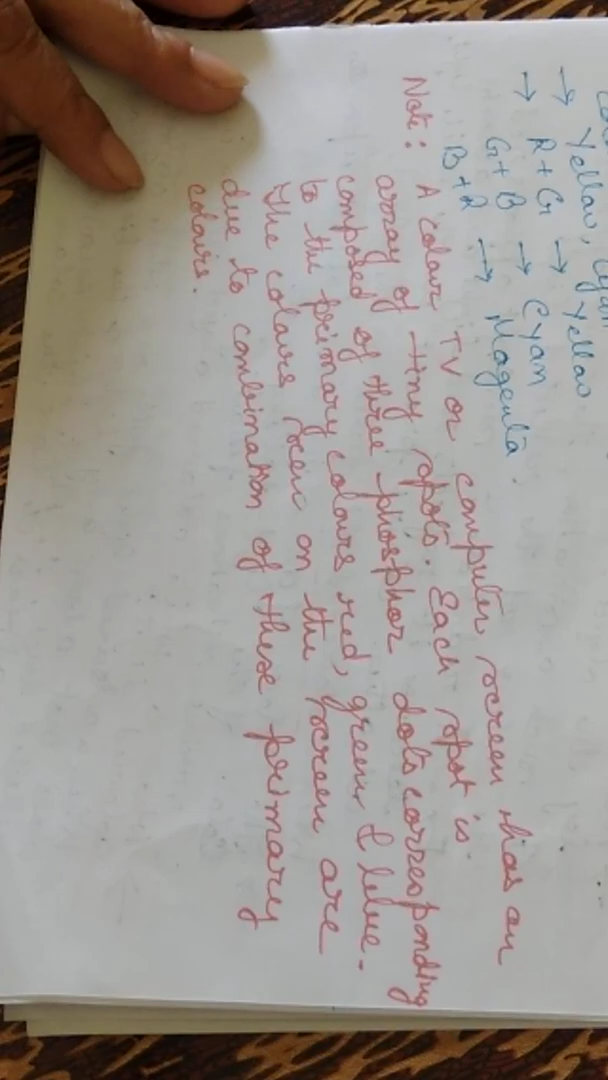 → Yellow,
→ R + G → Yellow
G + B → Cyan
B + R → Magenta
Note: A colour TV or computer screen has an
array of tiny spots. Each spot is
composed of three phosphor dots corresponding
to the primary colours red, green & blue.
The colours seen on the screen are
due to combination of these primary
colours.